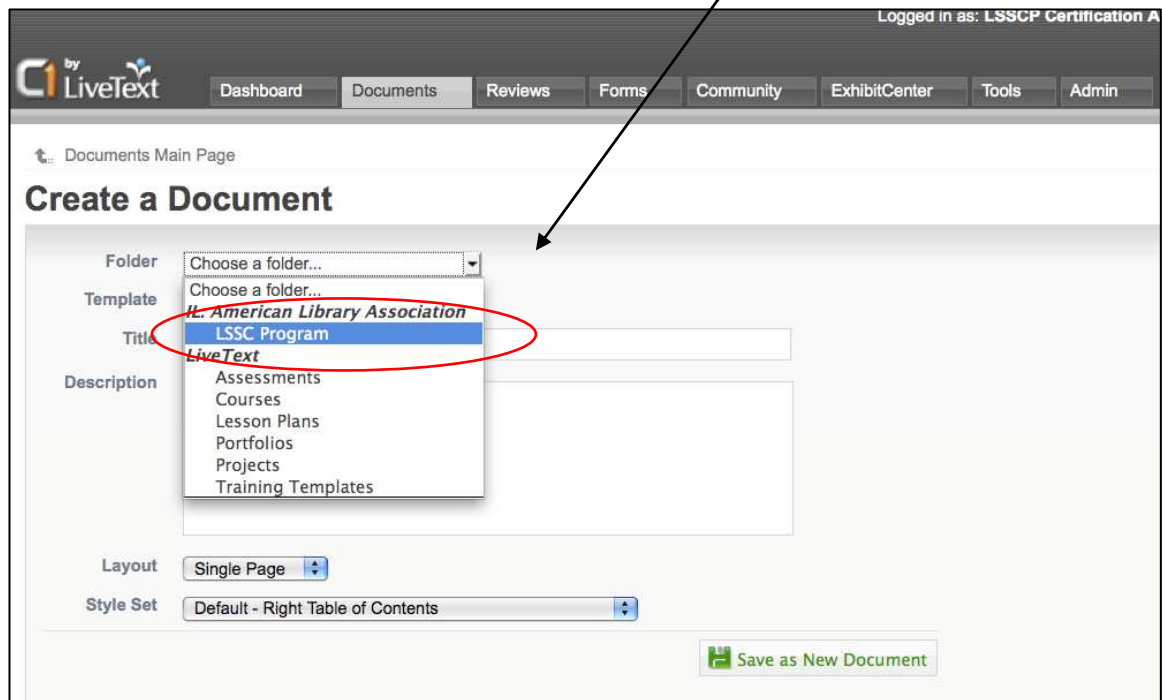 Logged in as: LSSCP Certification A
C1 by LiveText
Dashboard Documents Reviews Forms Community ExhibitCenter Tools Admin
Documents Main Page
Create a Document
Folder Choose a folder...
Choose a folder...
Template
IL. American Library Association
LSSC Program
Title
LiveText
Description
Assessments
Courses
Lesson Plans
Portfolios
Projects
Training Templates
Layout Single Page
Style Set Default - Right Table of Contents
Save as New Document